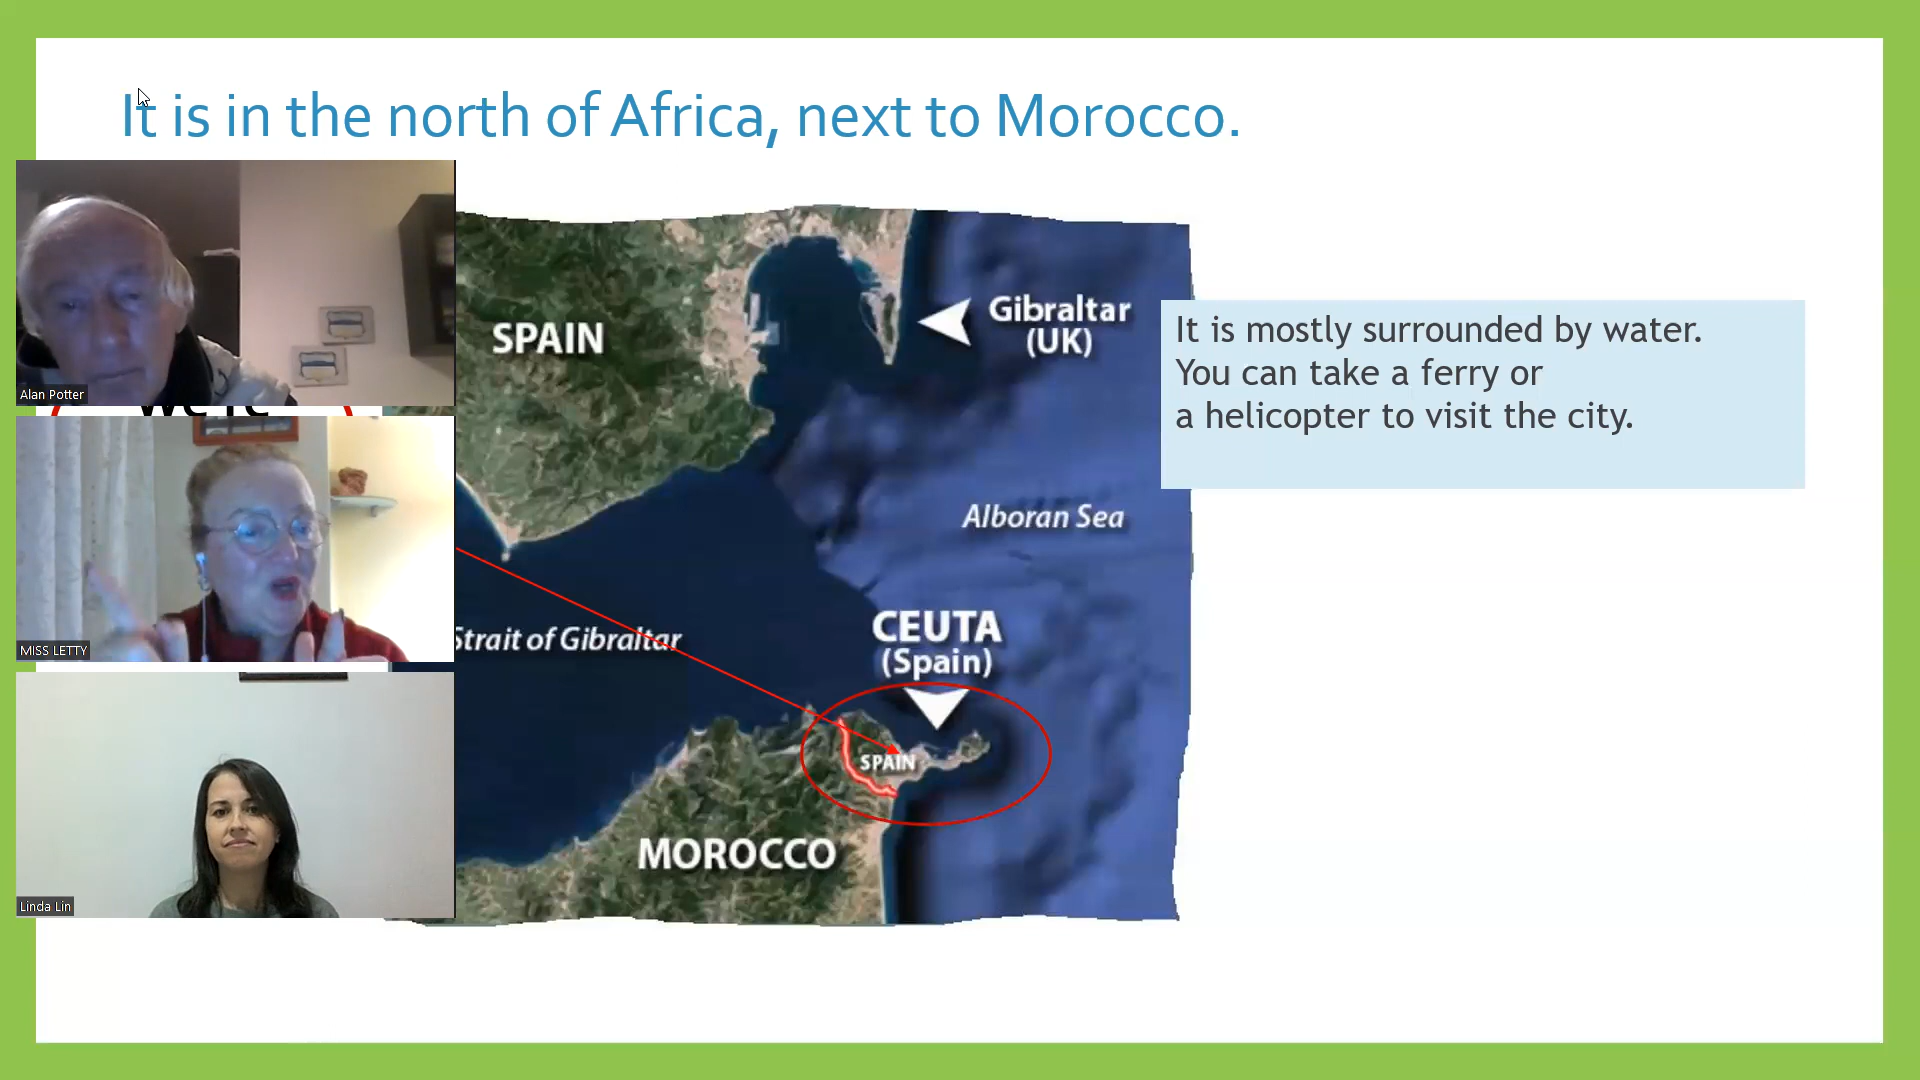 It is in the north of Africa, next to Morocco.
Alan Potter
We're
MISS LETTY
Linda Lin
SPAIN
Gibraltar
(UK)
Alboran Sea
Strait of Gibraltar
CEUTA
(Spain)
SPAIN
MOROCCO
It is mostly surrounded by water.
You can take a ferry or
a helicopter to visit the city.